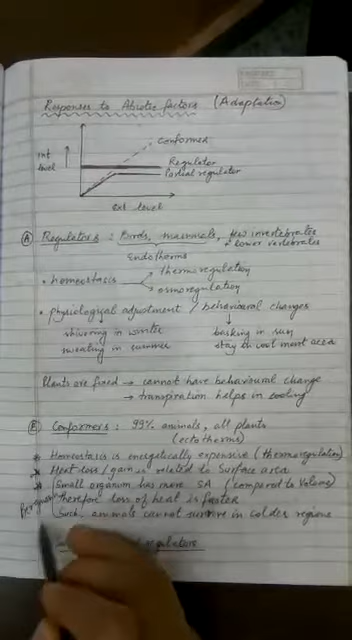 Responses to Abiotic factors (Adaptation)
Conformer
int
level
Regulator
Partial regulator
ext level
(A) Regulators : Birds, mammals, few invertebrates
+ lower vertebrates
Endotherms
• homeostasis
thermoregulation
osmoregulation
• physiological adjustment / behavioural changes
shivering in winter
basking in sun
sweating in summer
stay in cool moist area
Plants are fixed → cannot have behavioural change
→ transpiration helps in cooling
(B) Conformers : 99% animals, all plants
(ectotherms)
* Homeostasis is energetically expensive (thermoregulation)
* Heat loss / gain is related to Surface area
* Small organism has more SA (compared to Volume)
Therefore loss of heat is faster
Such animals cannot survive in colder regions
regulators